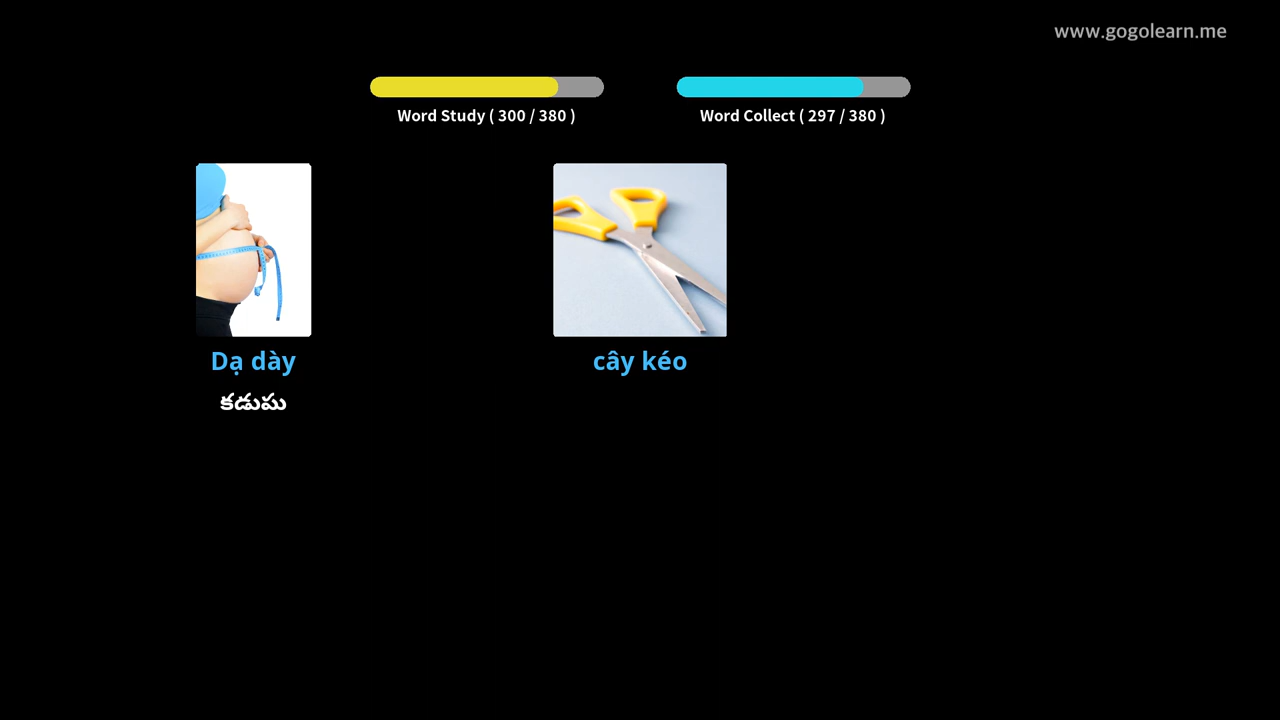 www.gogolearn.me
Word Study ( 300 / 380 )
Word Collect ( 297 / 380 )
Dạ dày
కడుపు
cây kéo